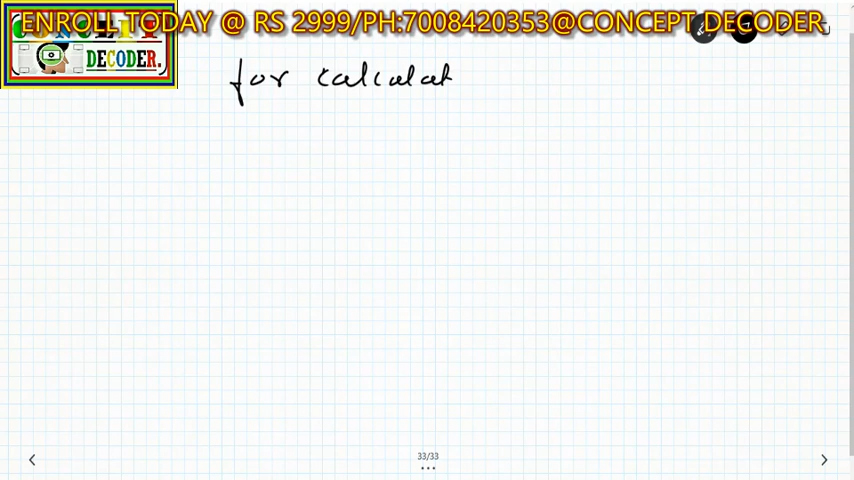 ENROLL TODAY @ RS 2999/PH:7008420353@CONCEPT DECODER
DECODER.
for calculat
33/33